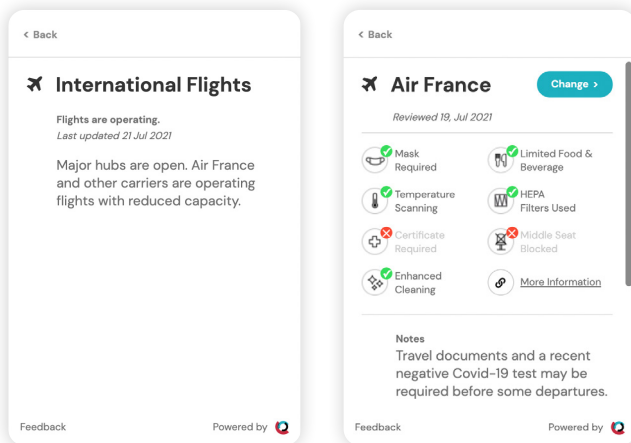 < Back
International Flights
Flights are operating.
Last updated 21 Jul 2021
Major hubs are open. Air France
and other carriers are operating
flights with reduced capacity.
Feedback
Powered by
< Back
Air France
Change >
Reviewed 19, Jul 2021
Mask
Required
Limited Food &
Beverage
Temperature
Scanning
HEPA
Filters Used
Certificate
Required
Middle Seat
Blocked
Enhanced
Cleaning
More Information
Notes
Travel documents and a recent
negative Covid-19 test may be
required before some departures.
Feedback
Powered by